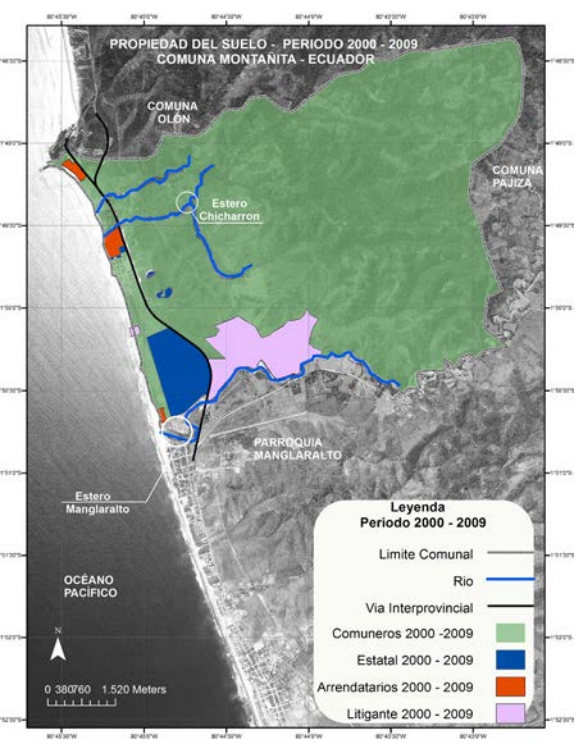 PROPIEDAD DEL SUELO - PERIODO 2000 - 2009
COMUNA MONTAÑITA - ECUADOR
COMUNA
OLÓN
COMUNA
PAJIZA
Estero
Chicharron
PARROQUIA
MANGLARALTO
Estero
Manglaralto
OCÉANO
PACÍFICO
N
0 380760 1.520 Meters
Leyenda
Periodo 2000 - 2009
Limite Comunal
Rio
Via Interprovincial
Comuneros 2000 -2009
Estatal 2000 - 2009
Arrendatarios 2000 - 2009
Litigante 2000 - 2009